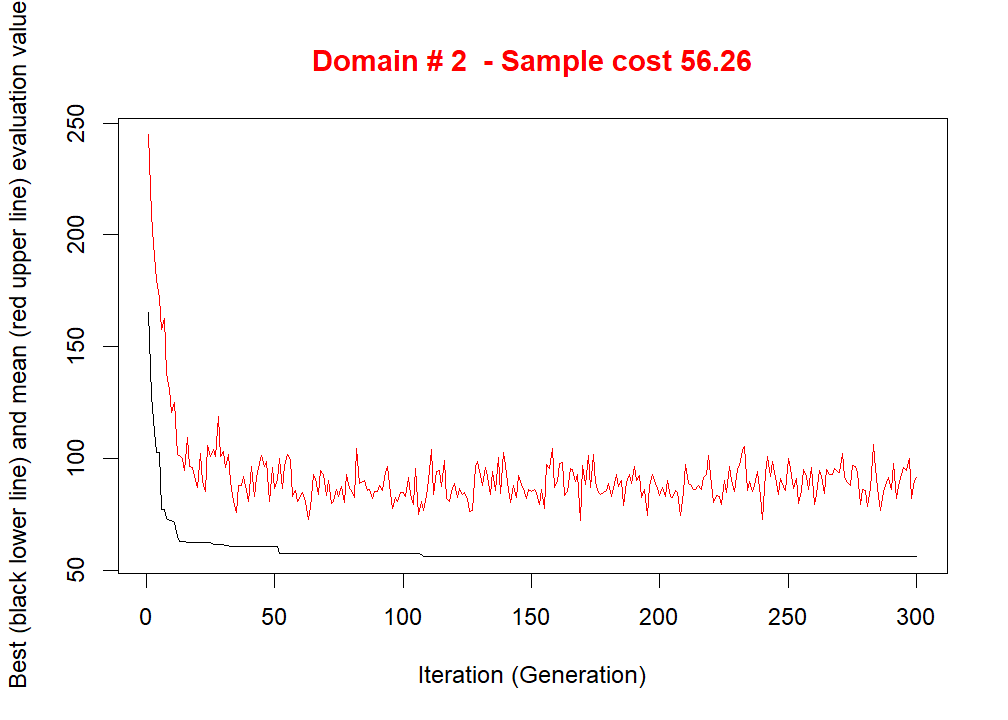 Domain # 2  - Sample cost 56.26
Best (black lower line) and mean (red upper line) evaluation value
250
200
150
100
50
0 50 100 150 200 250 300
Iteration (Generation)